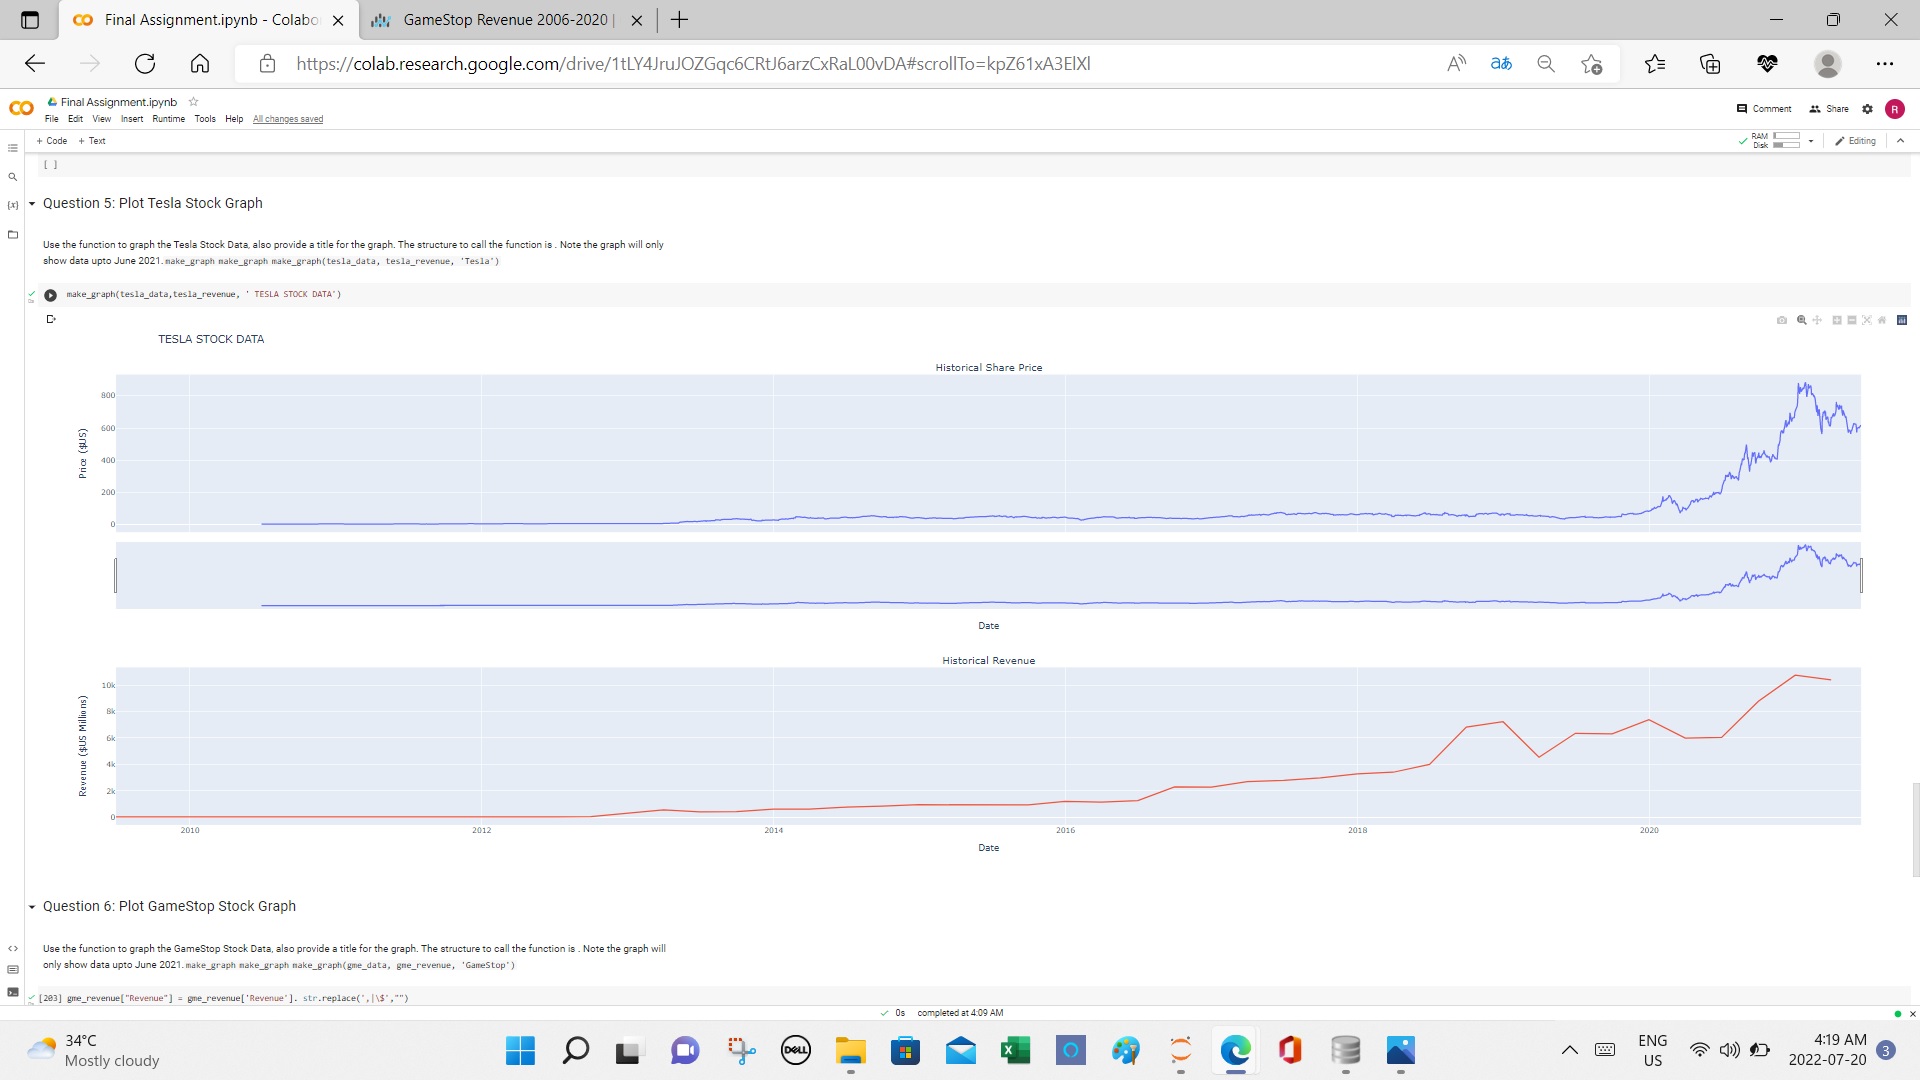 Final Assignment.ipynb - Colabo
GameStop Revenue 2006-2020 |
https://colab.research.google.com/drive/1tLY4JruJOZGqc6CRtJ6arzCxRaL00vDA#scrollTo=kpZ61xA3ElXl
Final Assignment.ipynb
File Edit View Insert Runtime Tools Help All changes saved
Comment Share R
+ Code + Text
RAM
Disk
Editing
[ ]
Question 5: Plot Tesla Stock Graph
Use the function to graph the Tesla Stock Data, also provide a title for the graph. The structure to call the function is . Note the graph will only
show data upto June 2021. make_graph make_graph make_graph(tesla_data, tesla_revenue, 'Tesla')
make_graph(tesla_data,tesla_revenue, ' TESLA STOCK DATA')
0s
TESLA STOCK DATA
Historical Share Price
800
600
400
200
0
Price ($US)
Date
Historical Revenue
10k
8k
6k
4k
2k
0
Revenue ($US Millions)
2010 2012 2014 2016 2018 2020
Date
Question 6: Plot GameStop Stock Graph
Use the function to graph the GameStop Stock Data, also provide a title for the graph. The structure to call the function is . Note the graph will
only show data upto June 2021. make_graph make_graph make_graph(gme_data, gme_revenue, 'GameStop')
[203] gme_revenue["Revenue"] = gme_revenue['Revenue']. str.replace(',|\$',"")
0s completed at 4:09 AM
34°C
Mostly cloudy
DELL
ENG
US
4:19 AM
2022-07-20
3